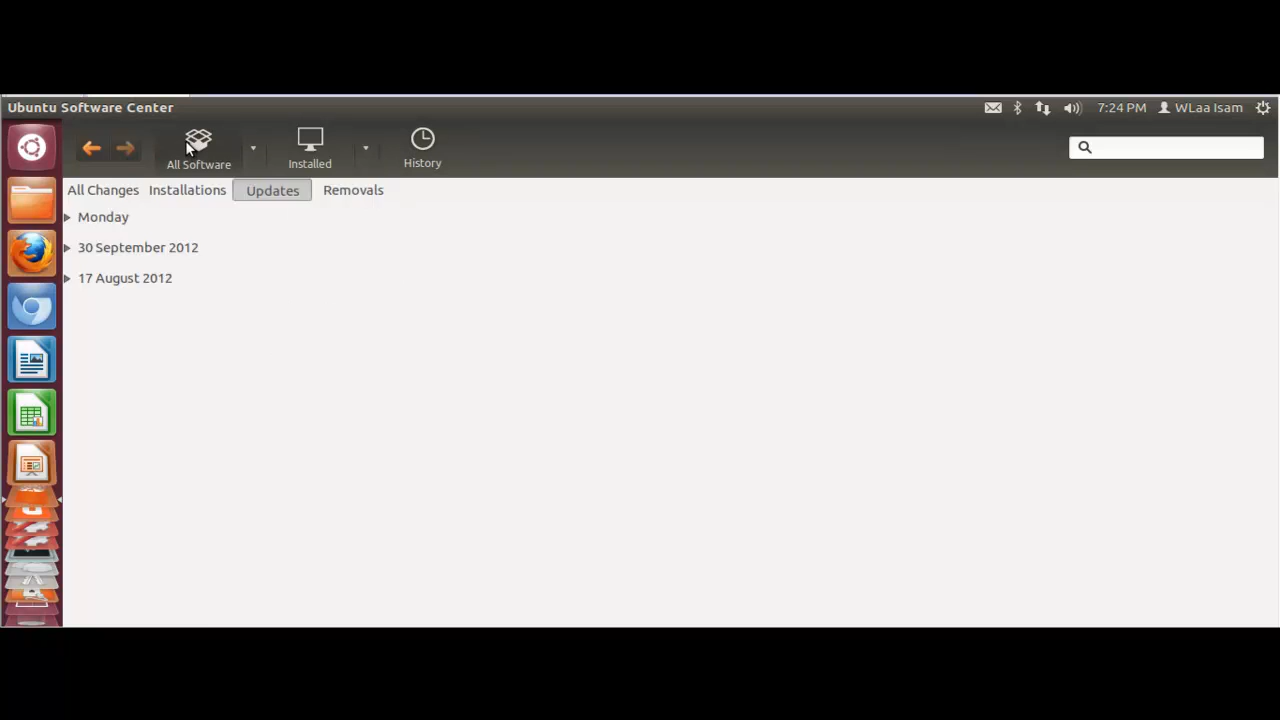 Ubuntu Software Center 7:24 PM WLaa Isam
All Software Installed History
All Changes Installations Updates Removals
Monday
30 September 2012
17 August 2012